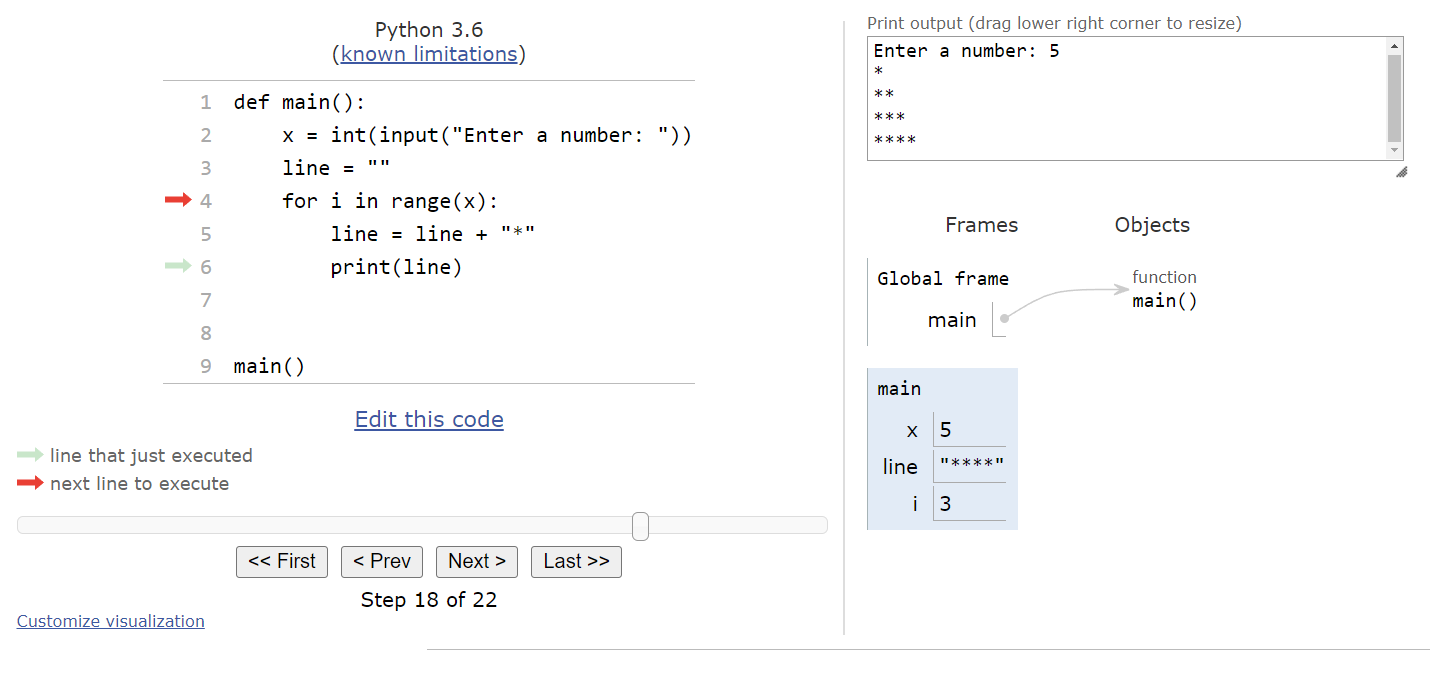 Python 3.6
(known limitations)
1 def main():
2     x = int(input("Enter a number: "))
3     line = ""
4     for i in range(x):
5         line = line + "*"
6         print(line)
7
8
9 main()
Edit this code
line that just executed
next line to execute
<< First < Prev Next > Last >>
Step 18 of 22
Customize visualization
Print output (drag lower right corner to resize)
Enter a number: 5
*
**
***
****
Frames Objects
Global frame
main
function
main()
main
x 5
line "****"
i 3